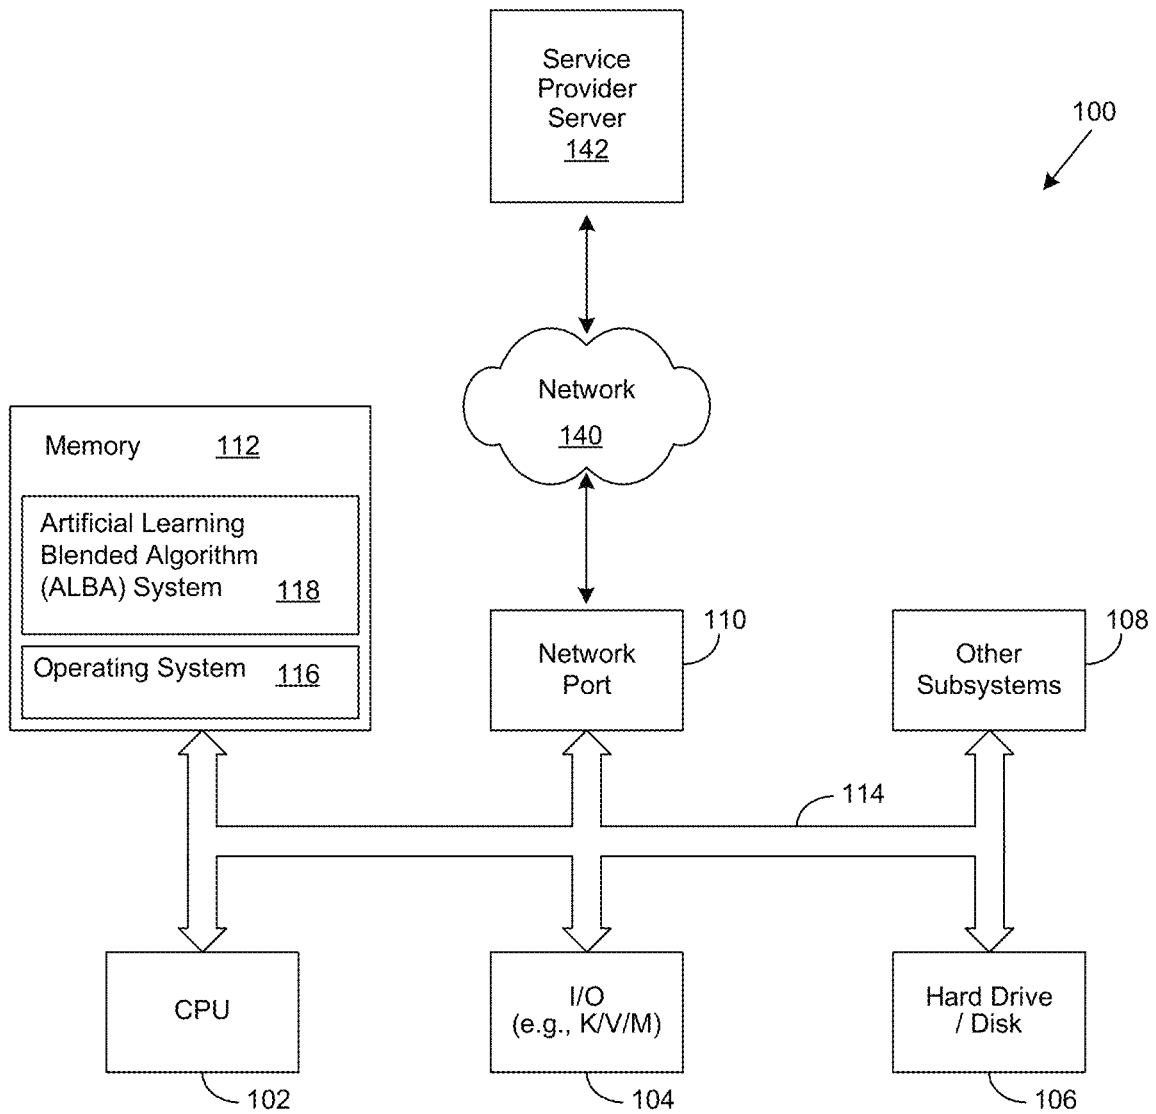 Service
Provider
Server
142
100
Network
140
Memory 112
Artificial Learning
Blended Algorithm
(ALBA) System 118
Operating System 116
Network
Port
110
Other
Subsystems
108
114
CPU
102
I/O
(e.g., K/V/M)
104
Hard Drive
/ Disk
106